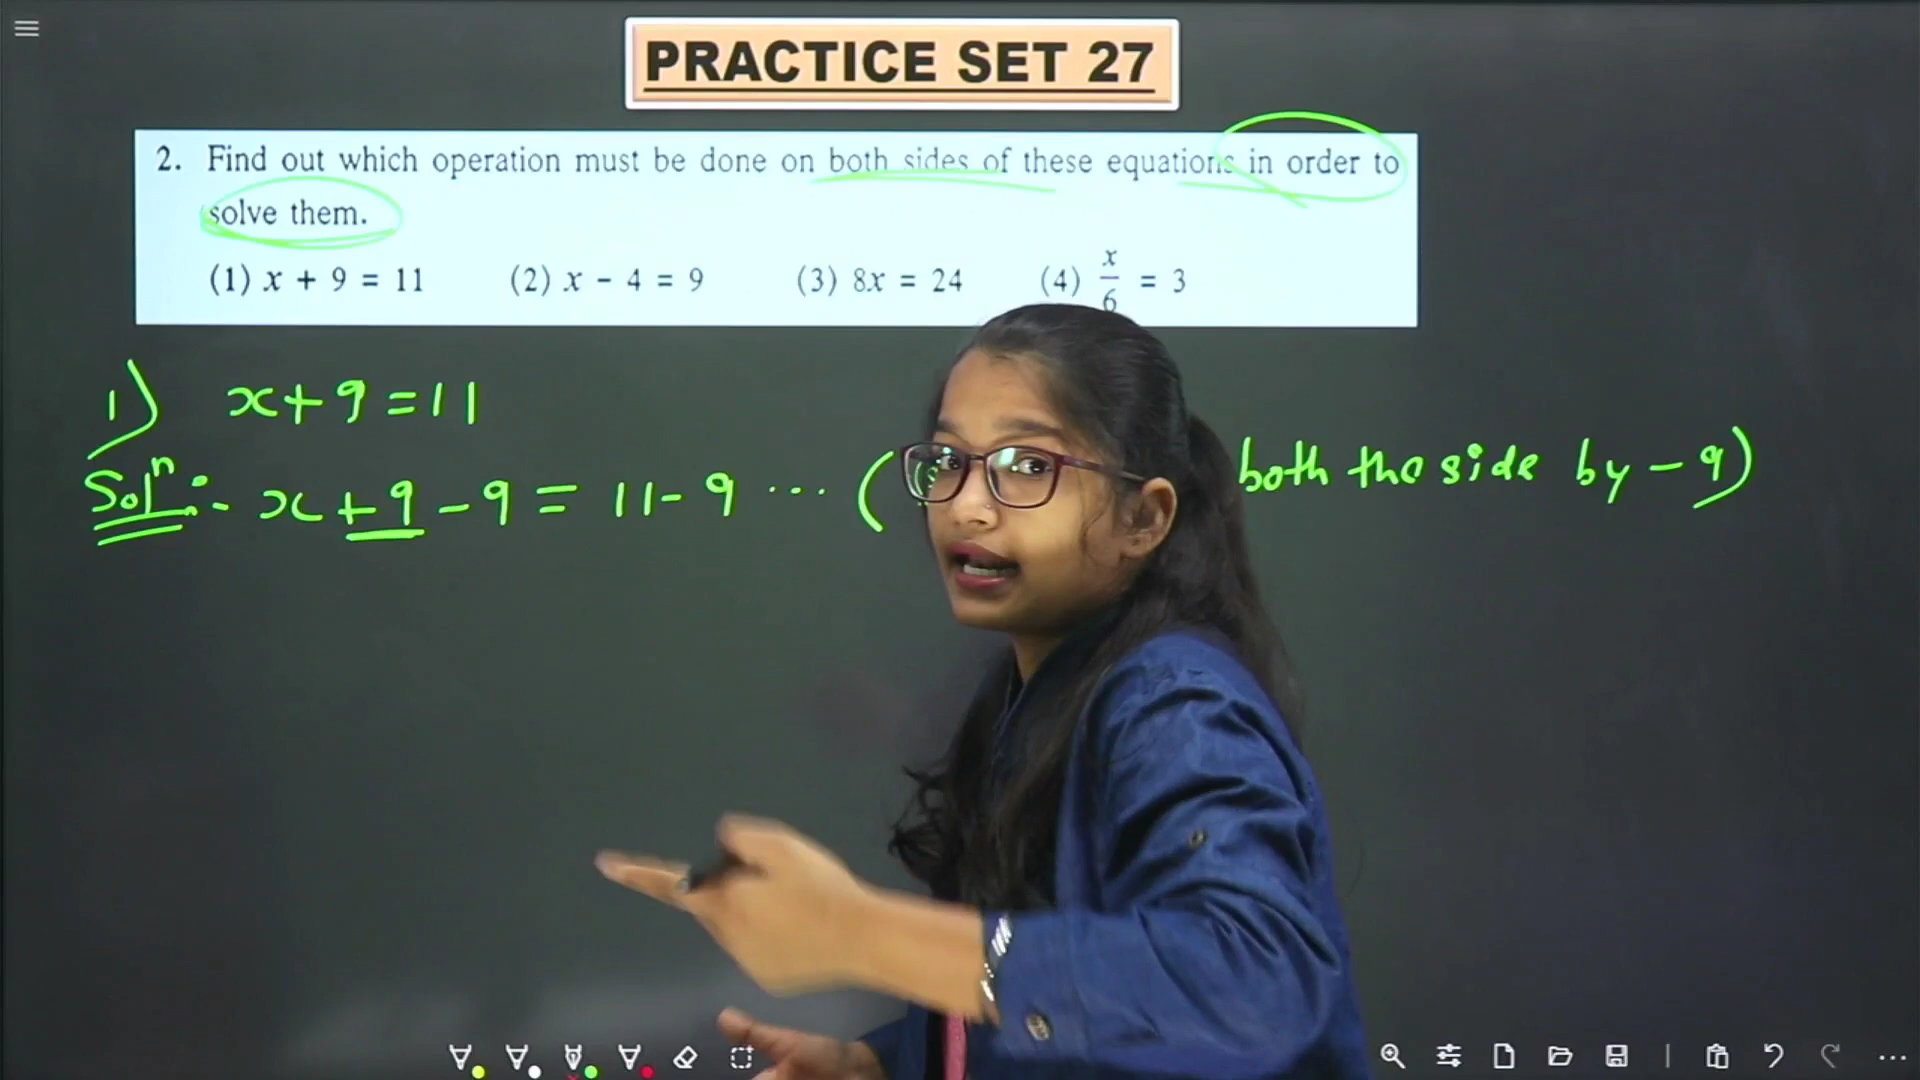 PRACTICE SET 27
2. Find out which operation must be done on both sides of these equations in order to
solve them.
(1) x + 9 = 11 (2) x - 4 = 9 (3) 8x = 24 (4) x/6 = 3
1) x+9=11
Solⁿ:- x+9-9 = 11-9 ... ( both the side by -9)